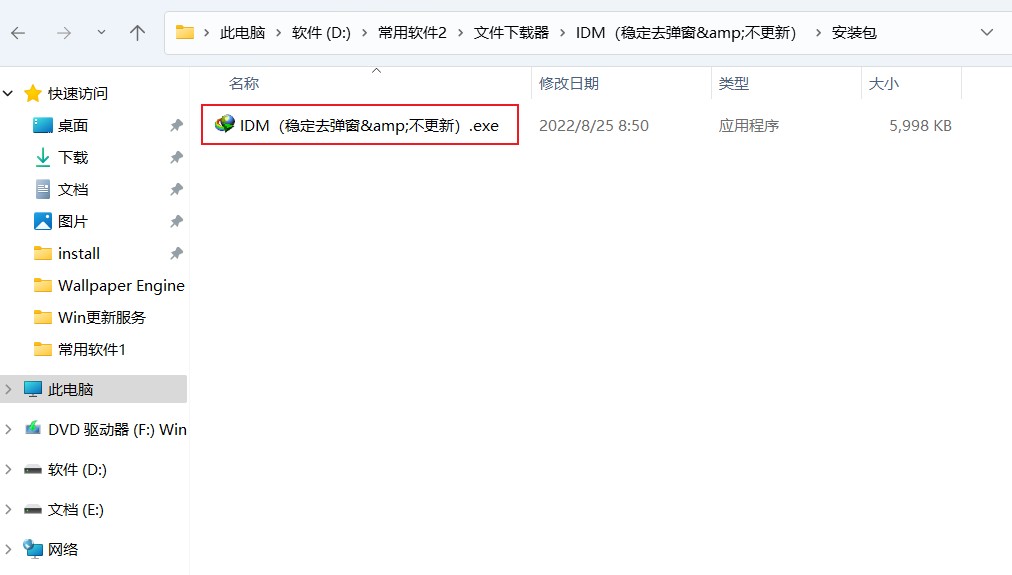 此电脑 软件 (D:) 常用软件2 文件下载器 IDM（稳定去弹窗&amp;不更新） 安装包
名称 修改日期 类型 大小
IDM（稳定去弹窗&amp;不更新）.exe 2022/8/25 8:50 应用程序 5,998 KB
快速访问
桌面
下载
文档
图片
install
Wallpaper Engine
Win更新服务
常用软件1
此电脑
DVD 驱动器 (F:) Win
软件 (D:)
文档 (E:)
网络